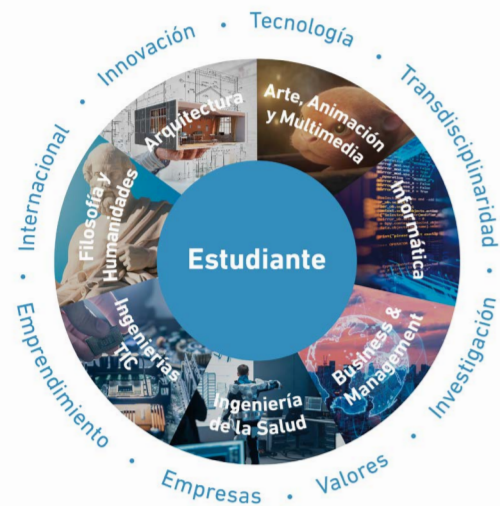 Innovación
Tecnología
Transdisciplinaridad
Investigación
Valores
Empresas
Emprendimiento
Internacional
Arquitectura
Arte, Animación
y Multimedia
Informática
Business &
Management
Ingeniería
de la Salud
Ingenierías
TIC
Filosofía y
Humanidades
Estudiante